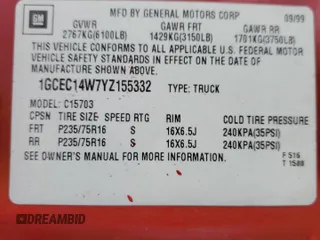 GM
MFD BY GENERAL MOTORS CORP 09/99
GVWR GAWR FRT GAWR RR
2767KG(6100LB) 1429KG(3150LB) 1701KG(3750LB)
THIS VEHICLE CONFORMS TO ALL APPLICABLE U.S. FEDERAL MOTOR
VEHICLE SAFETY STANDARDS IN EFFECT ON THE DATE OF
MANUFACTURE SHOWN ABOVE.
1GCEC14W7YZ155332 TYPE: TRUCK
MODEL: C15703
CPSN TIRE SIZE SPEED RTG RIM COLD TIRE PRESSURE
FRT P235/75R16 S 16X6.5J 240KPA(35PSI)
RR P235/75R16 S 16X6.5J 240KPA(35PSI)
SEE OWNER'S MANUAL FOR MORE INFORMATION.
F 516
T 1500
DREAMBID